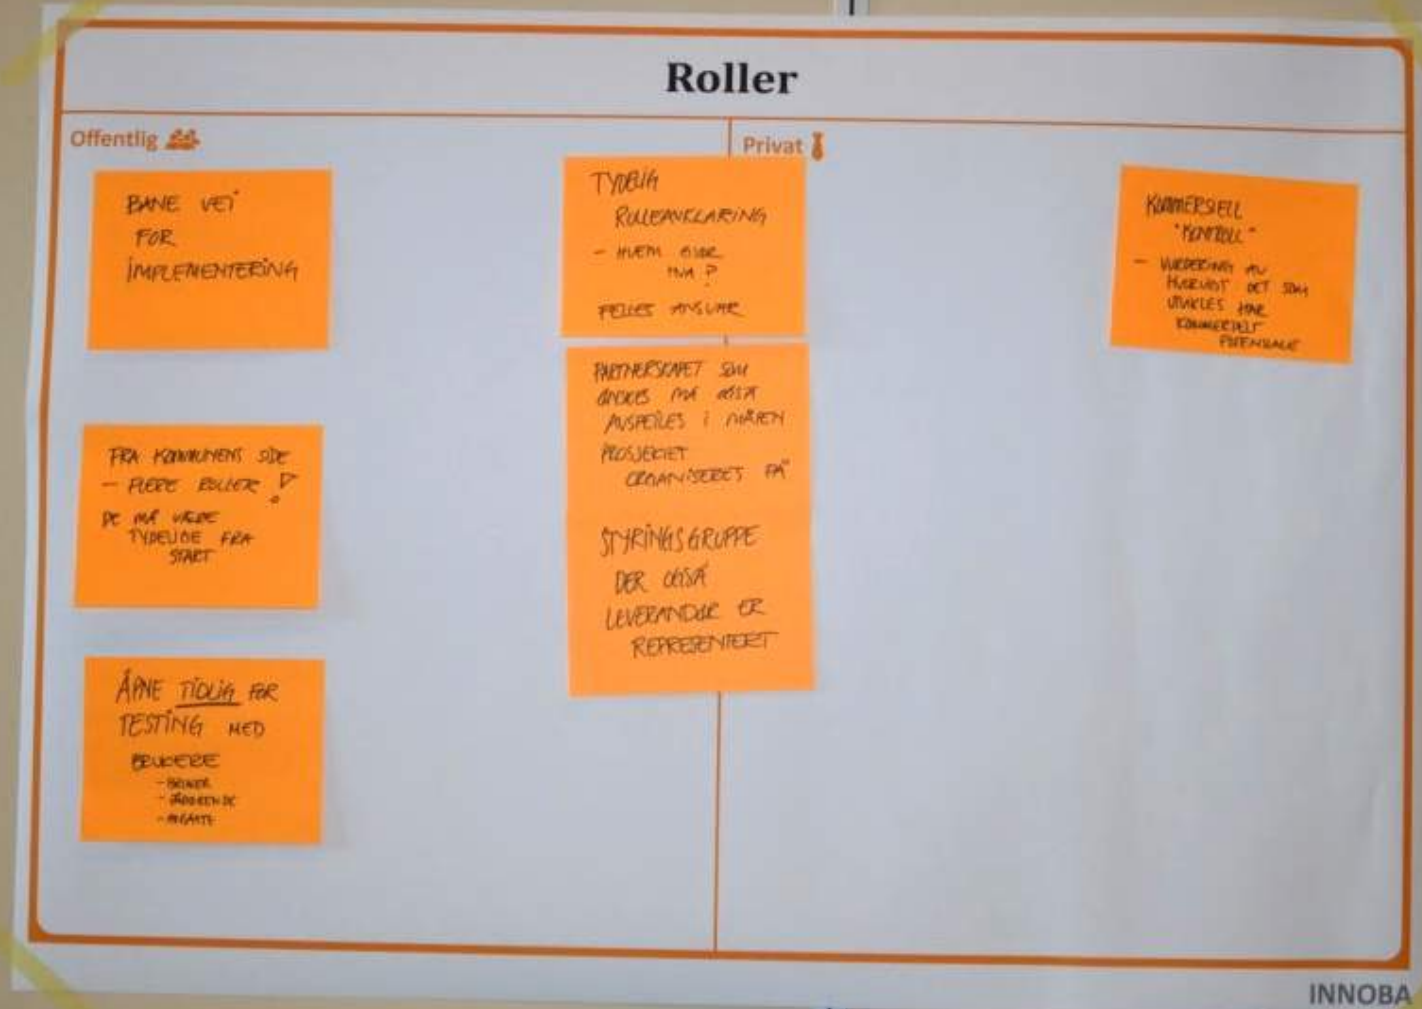 Roller
Offentlig
BANE VEI
FOR
IMPLEMENTERING
FRA KOMMUNENS SIDE
- FLERE ROLLER !
DE MÅ VÆRE
TYDELIGE FRA
START
ÅPNE TIDLIG FOR
TESTING MED
BRUKERE
- BRUKER
- PÅRØRENDE
- ANSATT
TYDELIG
ROLLEAVKLARING
- HVEM GJØR
HVA ?
FELLES ANSVAR
PARTNERSKAPET SOM
ØNSKES MÅ OGSÅ
AVSPEILES I MÅTEN
PROSJEKTET
ORGANISERES PÅ
STYRINGSGRUPPE
DER OGSÅ
LEVERANDØR ER
REPRESENTERT
Privat
KOMMERSIELL
"KONTROLL"
- VURDERING AV
HVORVIDT DET SOM
UTVIKLES HAR
KOMMERSIELT
POTENSIALE
INNOBA